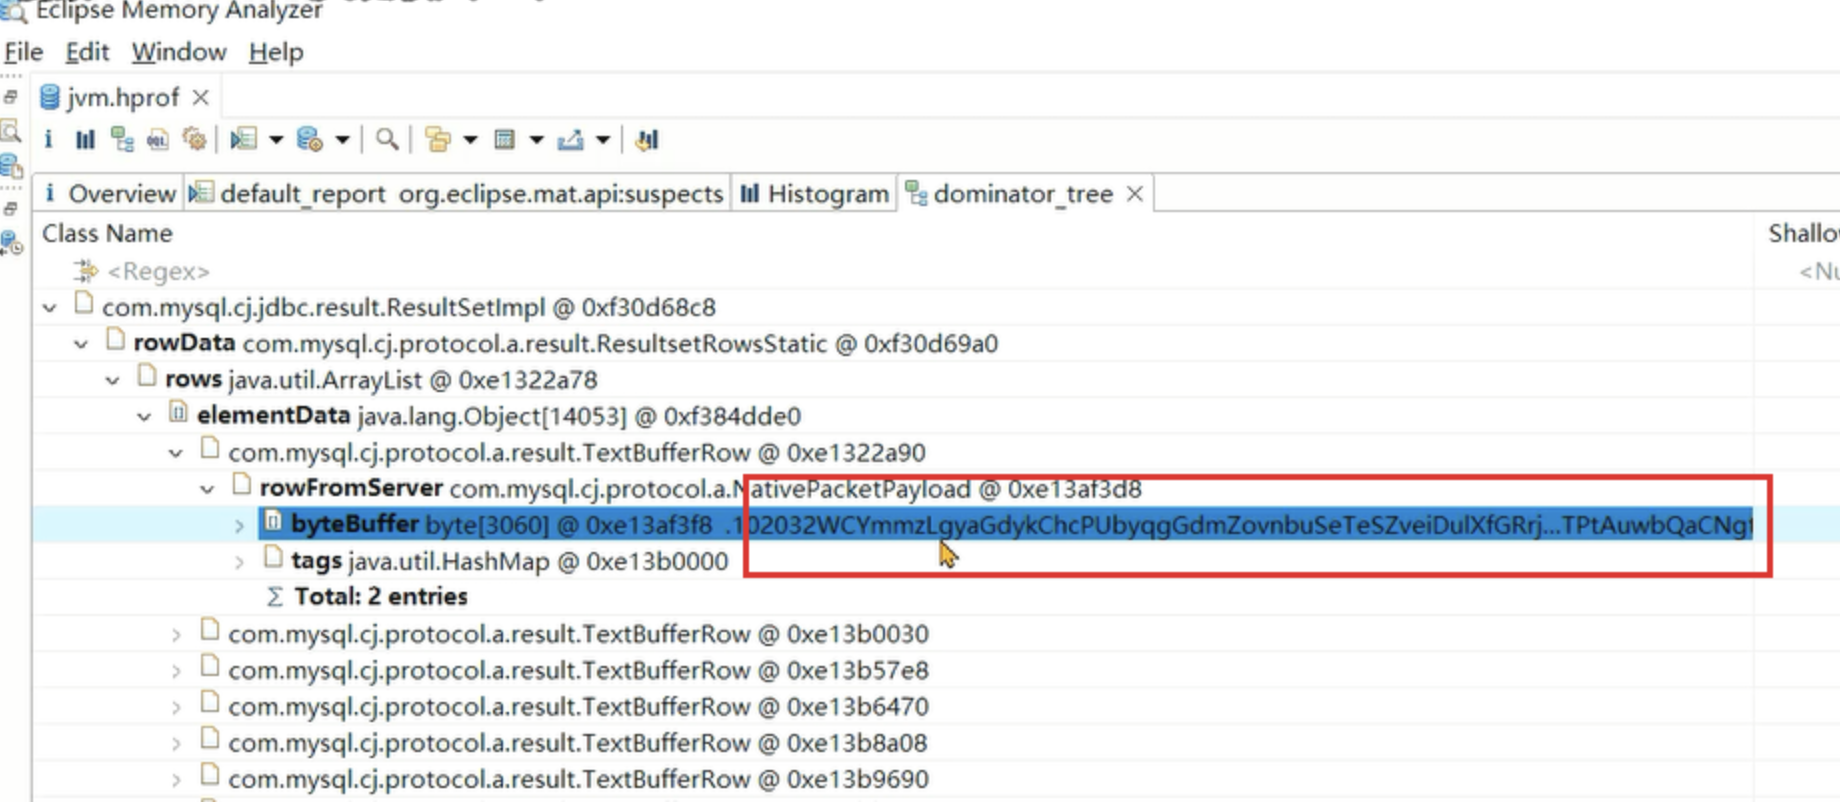 Eclipse Memory Analyzer
File Edit Window Help
jvm.hprof
Overview default_report org.eclipse.mat.api:suspects Histogram dominator_tree
Class Name Shallo
<Regex> <Nu
com.mysql.cj.jdbc.result.ResultSetImpl @ 0xf30d68c8
rowData com.mysql.cj.protocol.a.result.ResultsetRowsStatic @ 0xf30d69a0
rows java.util.ArrayList @ 0xe1322a78
elementData java.lang.Object[14053] @ 0xf384dde0
com.mysql.cj.protocol.a.result.TextBufferRow @ 0xe1322a90
rowFromServer com.mysql.cj.protocol.a.NativePacketPayload @ 0xe13af3d8
byteBuffer byte[3060] @ 0xe13af3f8 .102032WCYmmzLgyaGdykChcPUbyqgGdmZovnbuSeTeSZveiDulXfGRrj...TPtAuwbQaCNgf
tags java.util.HashMap @ 0xe13b0000
Σ Total: 2 entries
com.mysql.cj.protocol.a.result.TextBufferRow @ 0xe13b0030
com.mysql.cj.protocol.a.result.TextBufferRow @ 0xe13b57e8
com.mysql.cj.protocol.a.result.TextBufferRow @ 0xe13b6470
com.mysql.cj.protocol.a.result.TextBufferRow @ 0xe13b8a08
com.mysql.cj.protocol.a.result.TextBufferRow @ 0xe13b9690